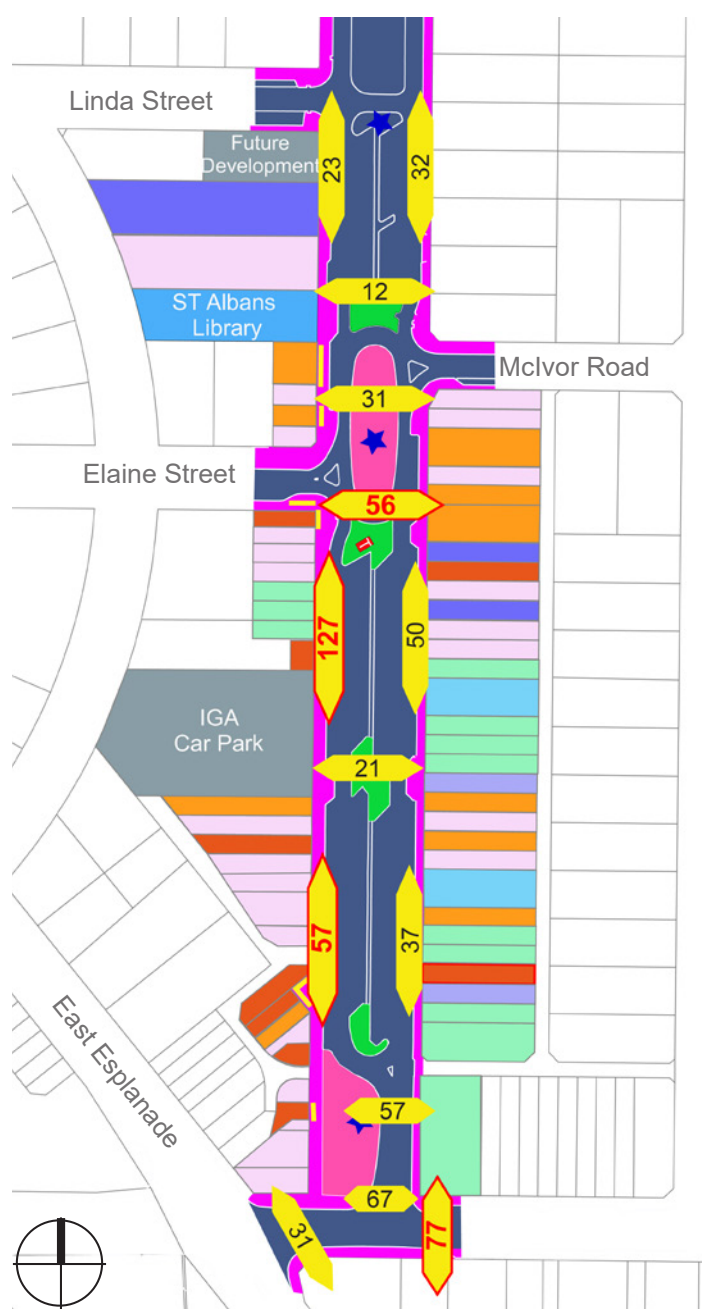 Linda Street
Future
Development
23
32
12
ST Albans
Library
McIvor Road
31
Elaine Street
56
127
50
IGA
Car Park
21
57
37
East Esplanade
57
67
31
77